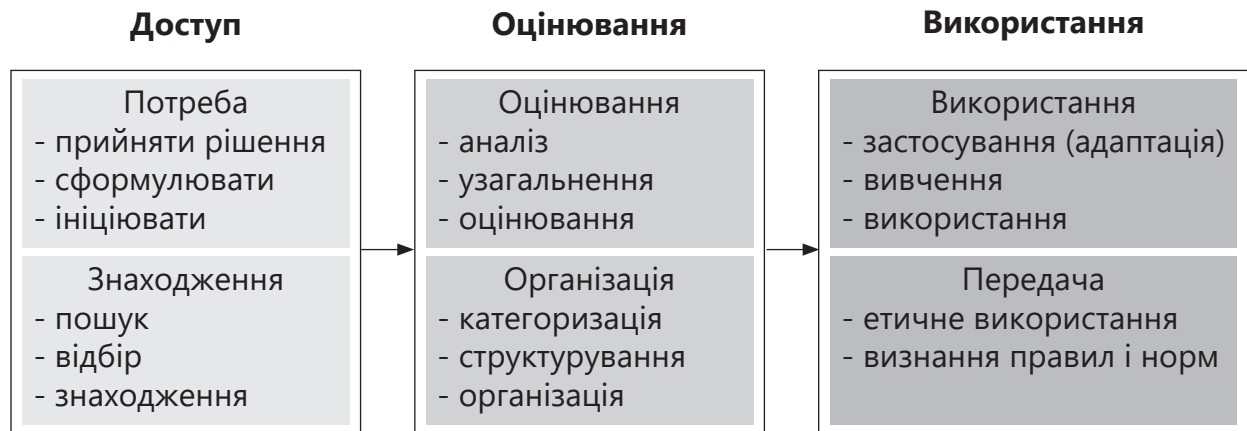 Доступ
Потреба
- прийняти рішення
- сформулювати
- ініціювати
Знаходження
- пошук
- відбір
- знаходження
Оцінювання
Оцінювання
- аналіз
- узагальнення
- оцінювання
Організація
- категоризація
- структурування
- організація
Використання
Використання
- застосування (адаптація)
- вивчення
- використання
Передача
- етичне використання
- визнання правил і норм